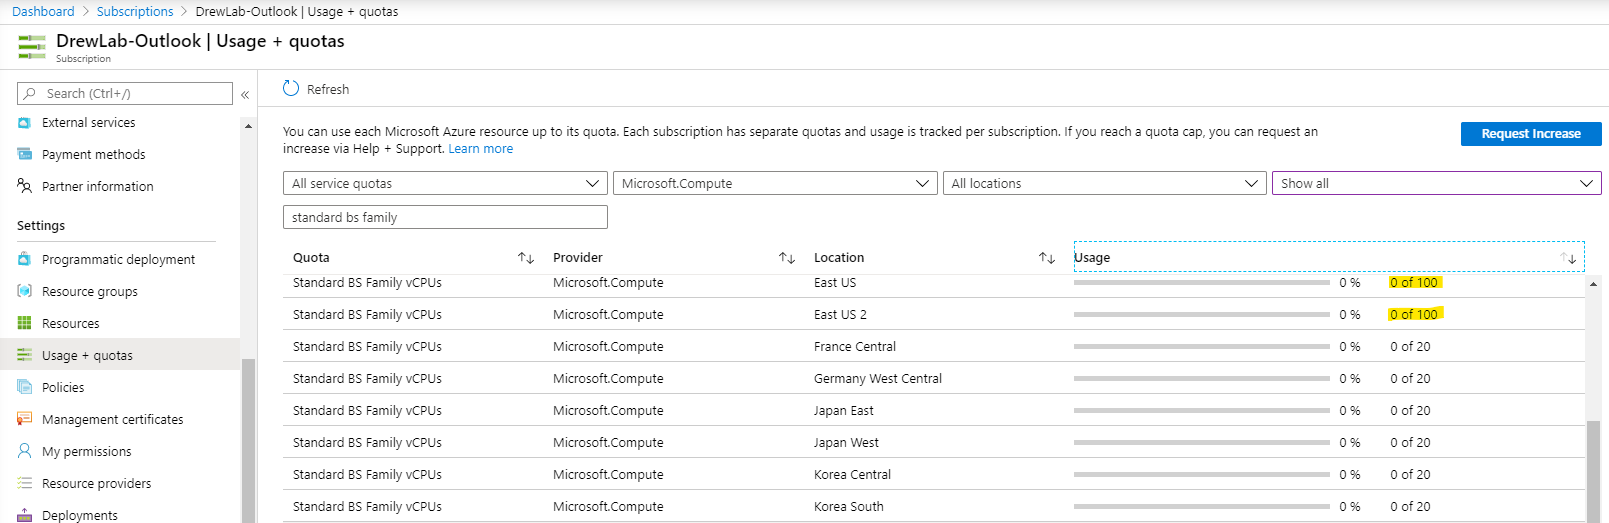 Dashboard > Subscriptions > DrewLab-Outlook | Usage + quotas
DrewLab-Outlook | Usage + quotas
Subscription
Search (Ctrl+/)
«
External services
Payment methods
Partner information
Settings
Programmatic deployment
Resource groups
Resources
Usage + quotas
Policies
Management certificates
My permissions
Resource providers
Deployments
Refresh
You can use each Microsoft Azure resource up to its quota. Each subscription has separate quotas and usage is tracked per subscription. If you reach a quota cap, you can request an
increase via Help + Support. Learn more
Request Increase
All service quotas Microsoft.Compute All locations Show all
standard bs family
Quota Provider Location Usage
Standard BS Family vCPUs Microsoft.Compute East US 0 % 0 of 100
Standard BS Family vCPUs Microsoft.Compute East US 2 0 % 0 of 100
Standard BS Family vCPUs Microsoft.Compute France Central 0 % 0 of 20
Standard BS Family vCPUs Microsoft.Compute Germany West Central 0 % 0 of 20
Standard BS Family vCPUs Microsoft.Compute Japan East 0 % 0 of 20
Standard BS Family vCPUs Microsoft.Compute Japan West 0 % 0 of 20
Standard BS Family vCPUs Microsoft.Compute Korea Central 0 % 0 of 20
Standard BS Family vCPUs Microsoft.Compute Korea South 0 % 0 of 20